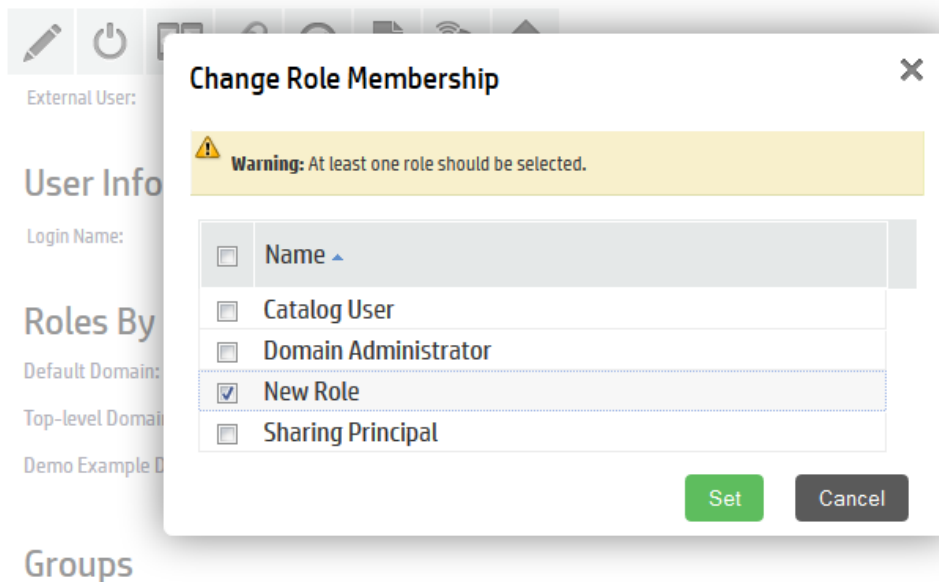 Change Role Membership
External User:
Warning: At least one role should be selected.
User Info
Login Name:
Name
Catalog User
Roles By
Domain Administrator
Default Domain:
New Role
Top-level Domai
Sharing Principal
Demo Example D
Set
Cancel
Groups